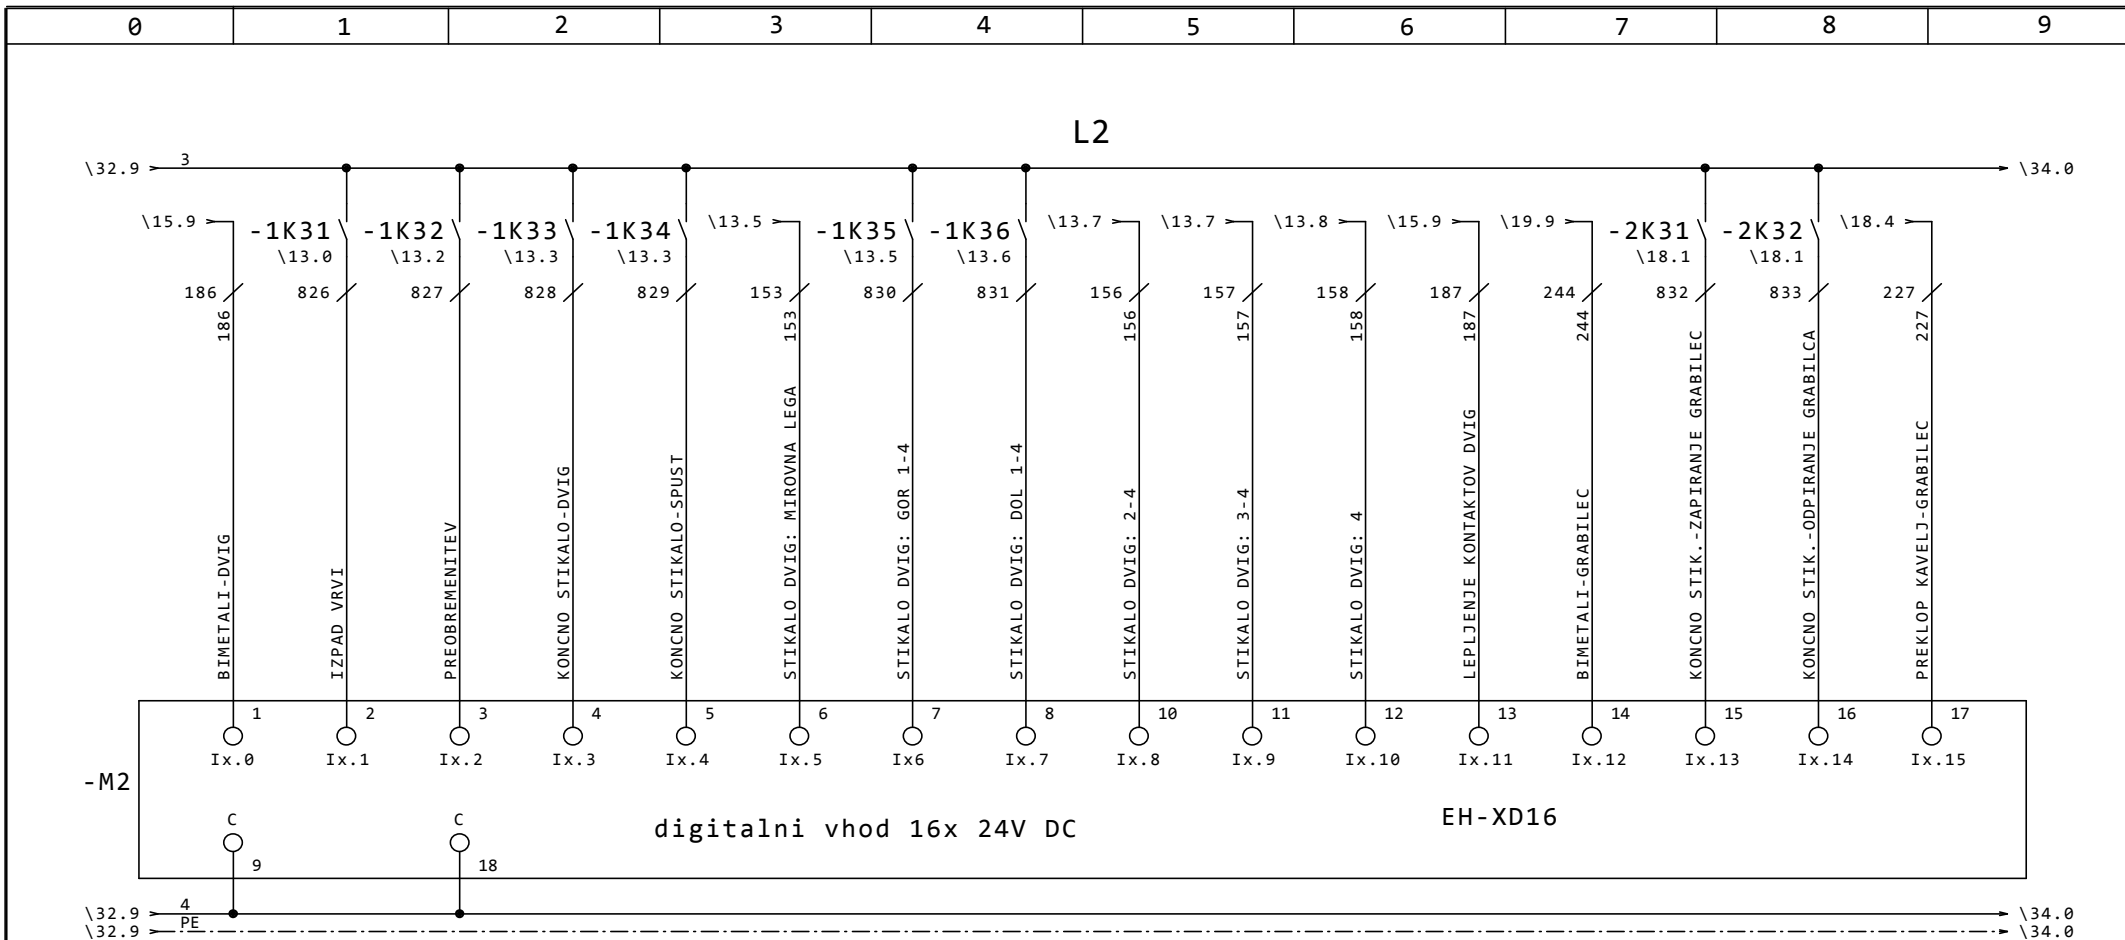 0 1 2 3 4 5 6 7 8 9
L2
\32.9 3 \34.0
\15.9 -1K31 -1K32 -1K33 -1K34 \13.5 -1K35 -1K36 \13.7 \13.7 \13.8 \15.9 \19.9 -2K31 -2K32 \18.4
\13.0 \13.2 \13.3 \13.3 \13.5 \13.6 \18.1 \18.1
186 826 827 828 829 153 830 831 156 157 158 187 244 832 833 227
186 153 156 157 158 187 244 227
BIMETALI-DVIG
IZPAD VRVI
PREOBREMENITEV
KONCNO STIKALO-DVIG
KONCNO STIKALO-SPUST
STIKALO DVIG: MIROVNA LEGA
STIKALO DVIG: GOR 1-4
STIKALO DVIG: DOL 1-4
STIKALO DVIG: 2-4
STIKALO DVIG: 3-4
STIKALO DVIG: 4
LEPLJENJE KONTAKTOV DVIG
BIMETALI-GRABILEC
KONCNO STIK.-ZAPIRANJE GRABILEC
KONCNO STIK.-ODPIRANJE GRABILCA
PREKLOP KAVELJ-GRABILEC
1 2 3 4 5 6 7 8 10 11 12 13 14 15 16 17
Ix.0 Ix.1 Ix.2 Ix.3 Ix.4 Ix.5 Ix6 Ix.7 Ix.8 Ix.9 Ix.10 Ix.11 Ix.12 Ix.13 Ix.14 Ix.15
-M2
C C
digitalni vhod 16x 24V DC
EH-XD16
9 18
\32.9 4 \34.0
\32.9 PE \34.0